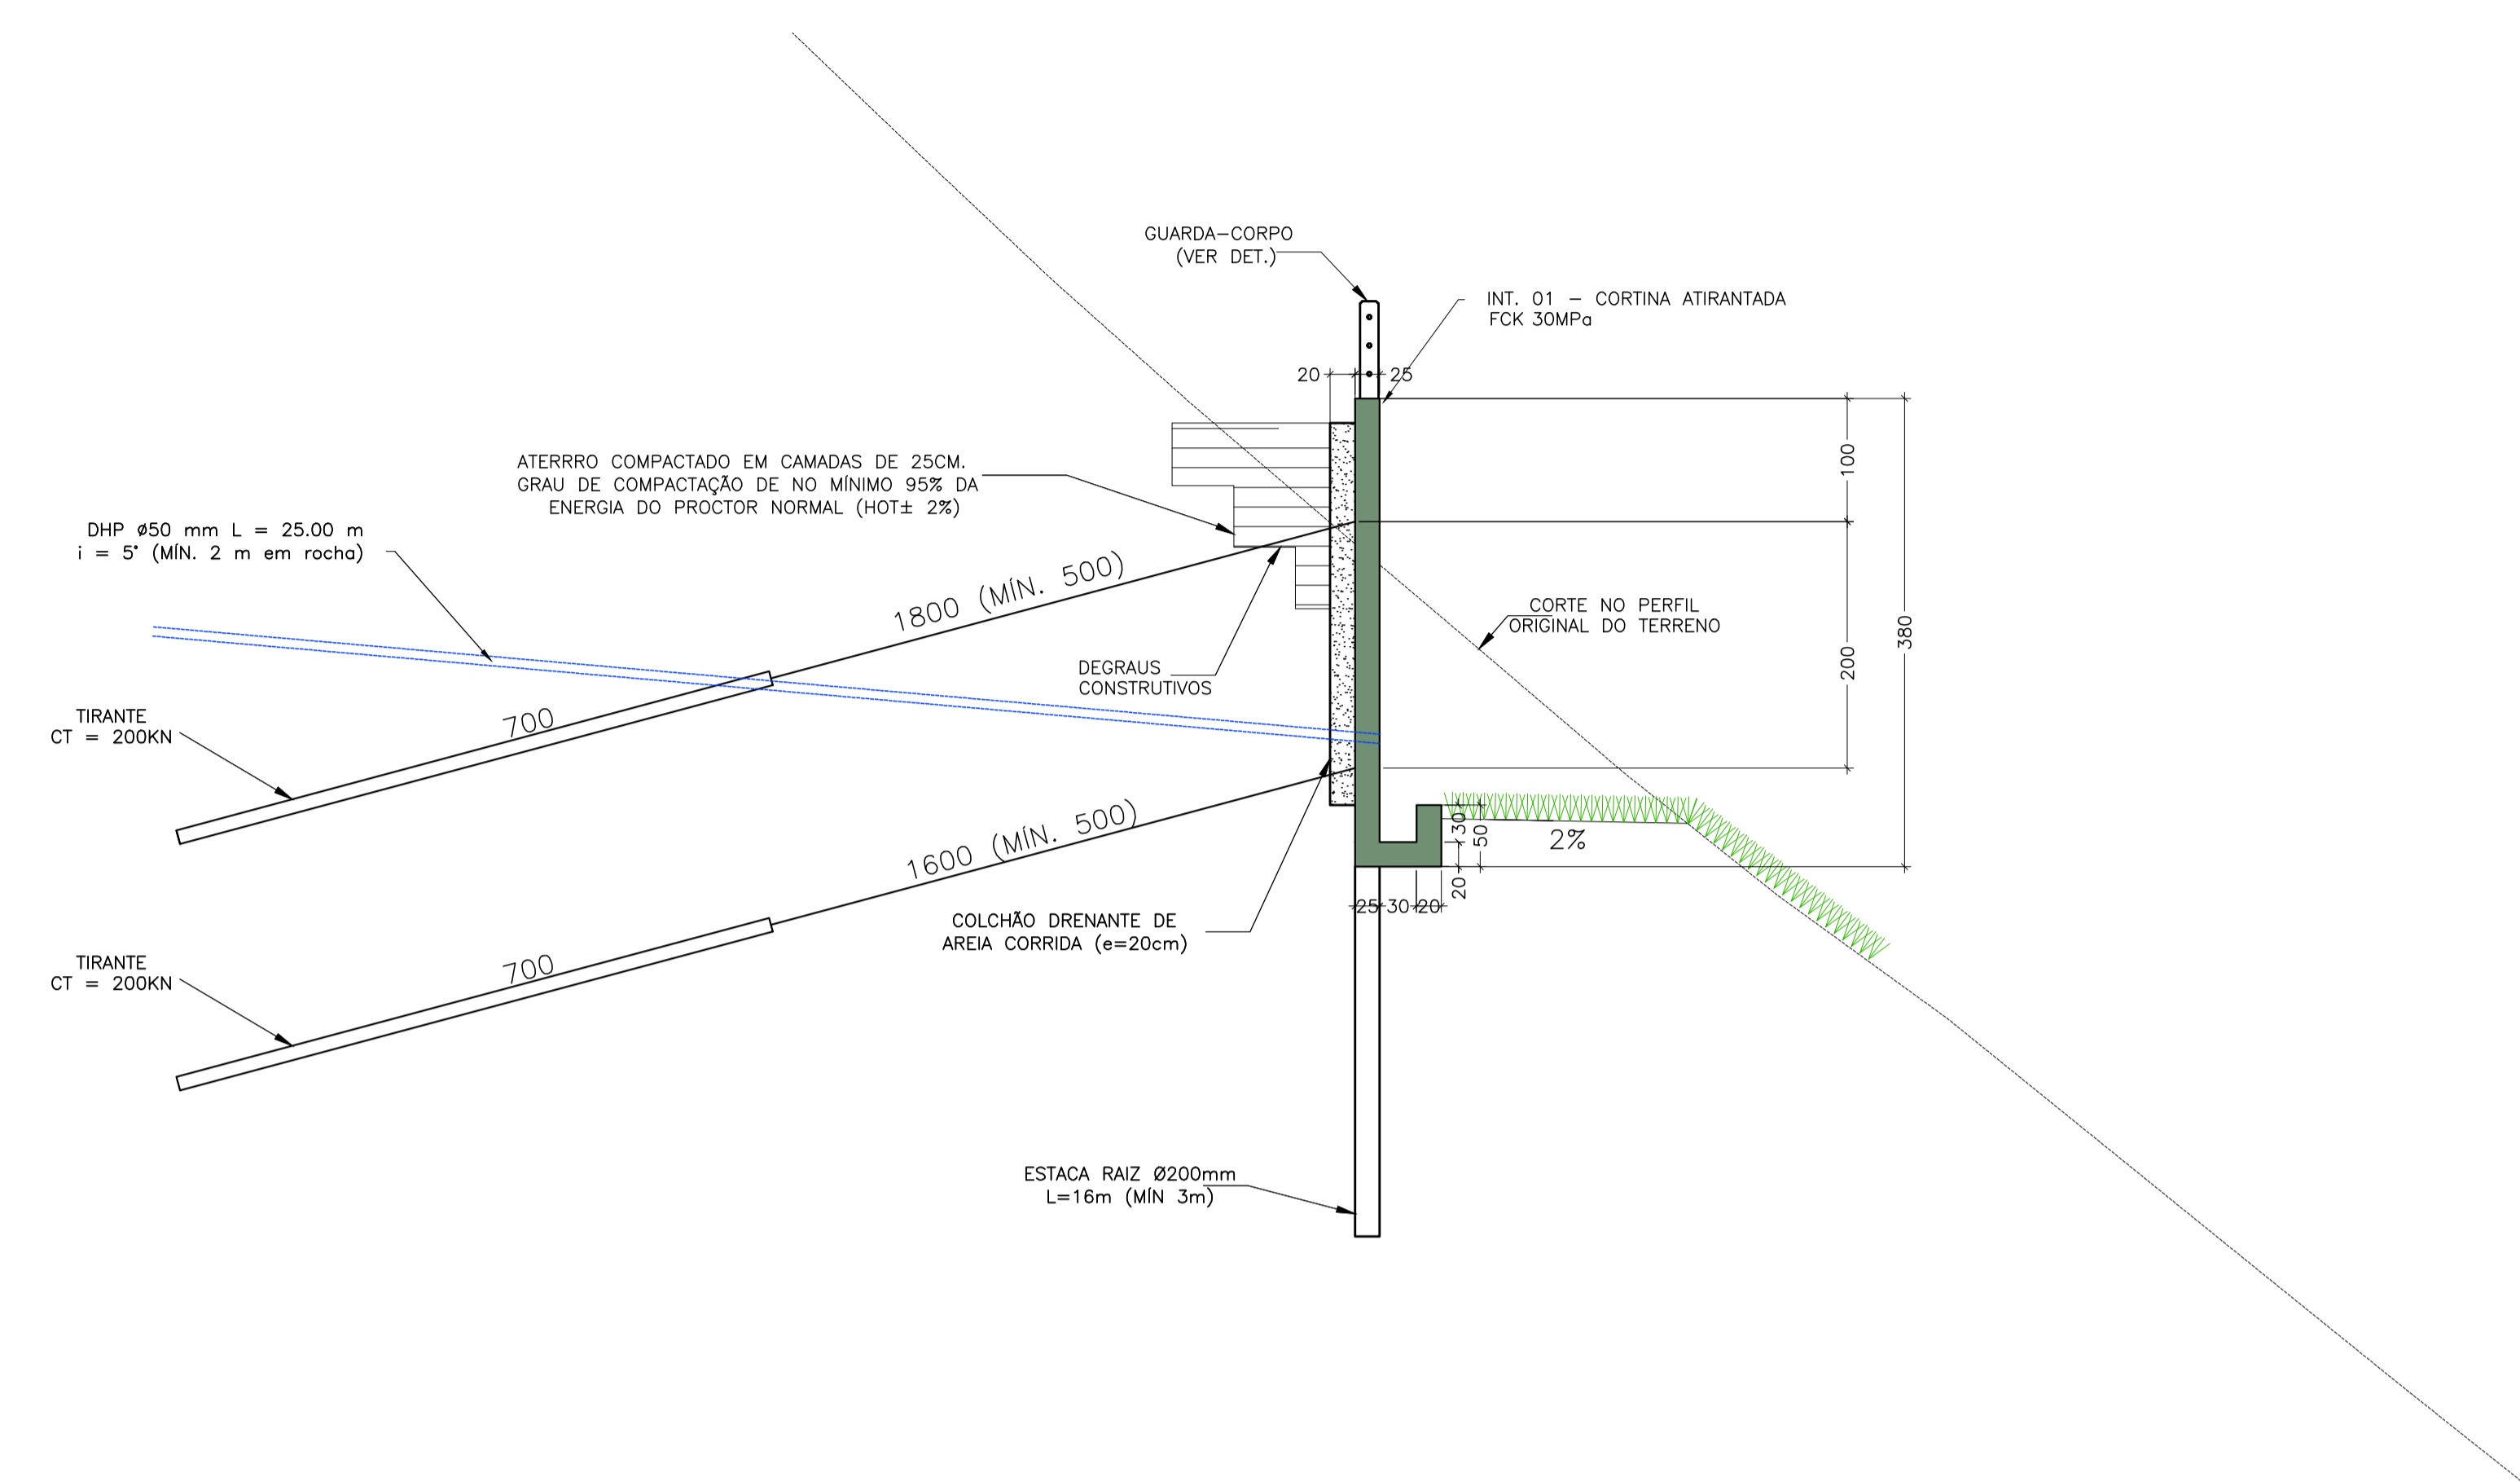 GUARDA-CORPO
(VER DET.)
INT. 01 - CORTINA ATIRANTADA
FCK 30MPa
20
25
100
200
380
ATERRRO COMPACTADO EM CAMADAS DE 25CM.
GRAU DE COMPACTAÇÃO DE NO MÍNIMO 95% DA
ENERGIA DO PROCTOR NORMAL (HOT± 2%)
DHP ø50 mm L = 25.00 m
i = 5° (MÍN. 2 m em rocha)
1800 (MÍN. 500)
CORTE NO PERFIL
ORIGINAL DO TERRENO
DEGRAUS
CONSTRUTIVOS
TIRANTE
CT = 200KN
700
1600 (MÍN. 500)
30
50
20
2%
25
30
20
COLCHÃO DRENANTE DE
AREIA CORRIDA (e=20cm)
TIRANTE
CT = 200KN
700
ESTACA RAIZ Ø200mm
L=16m (MÍN 3m)